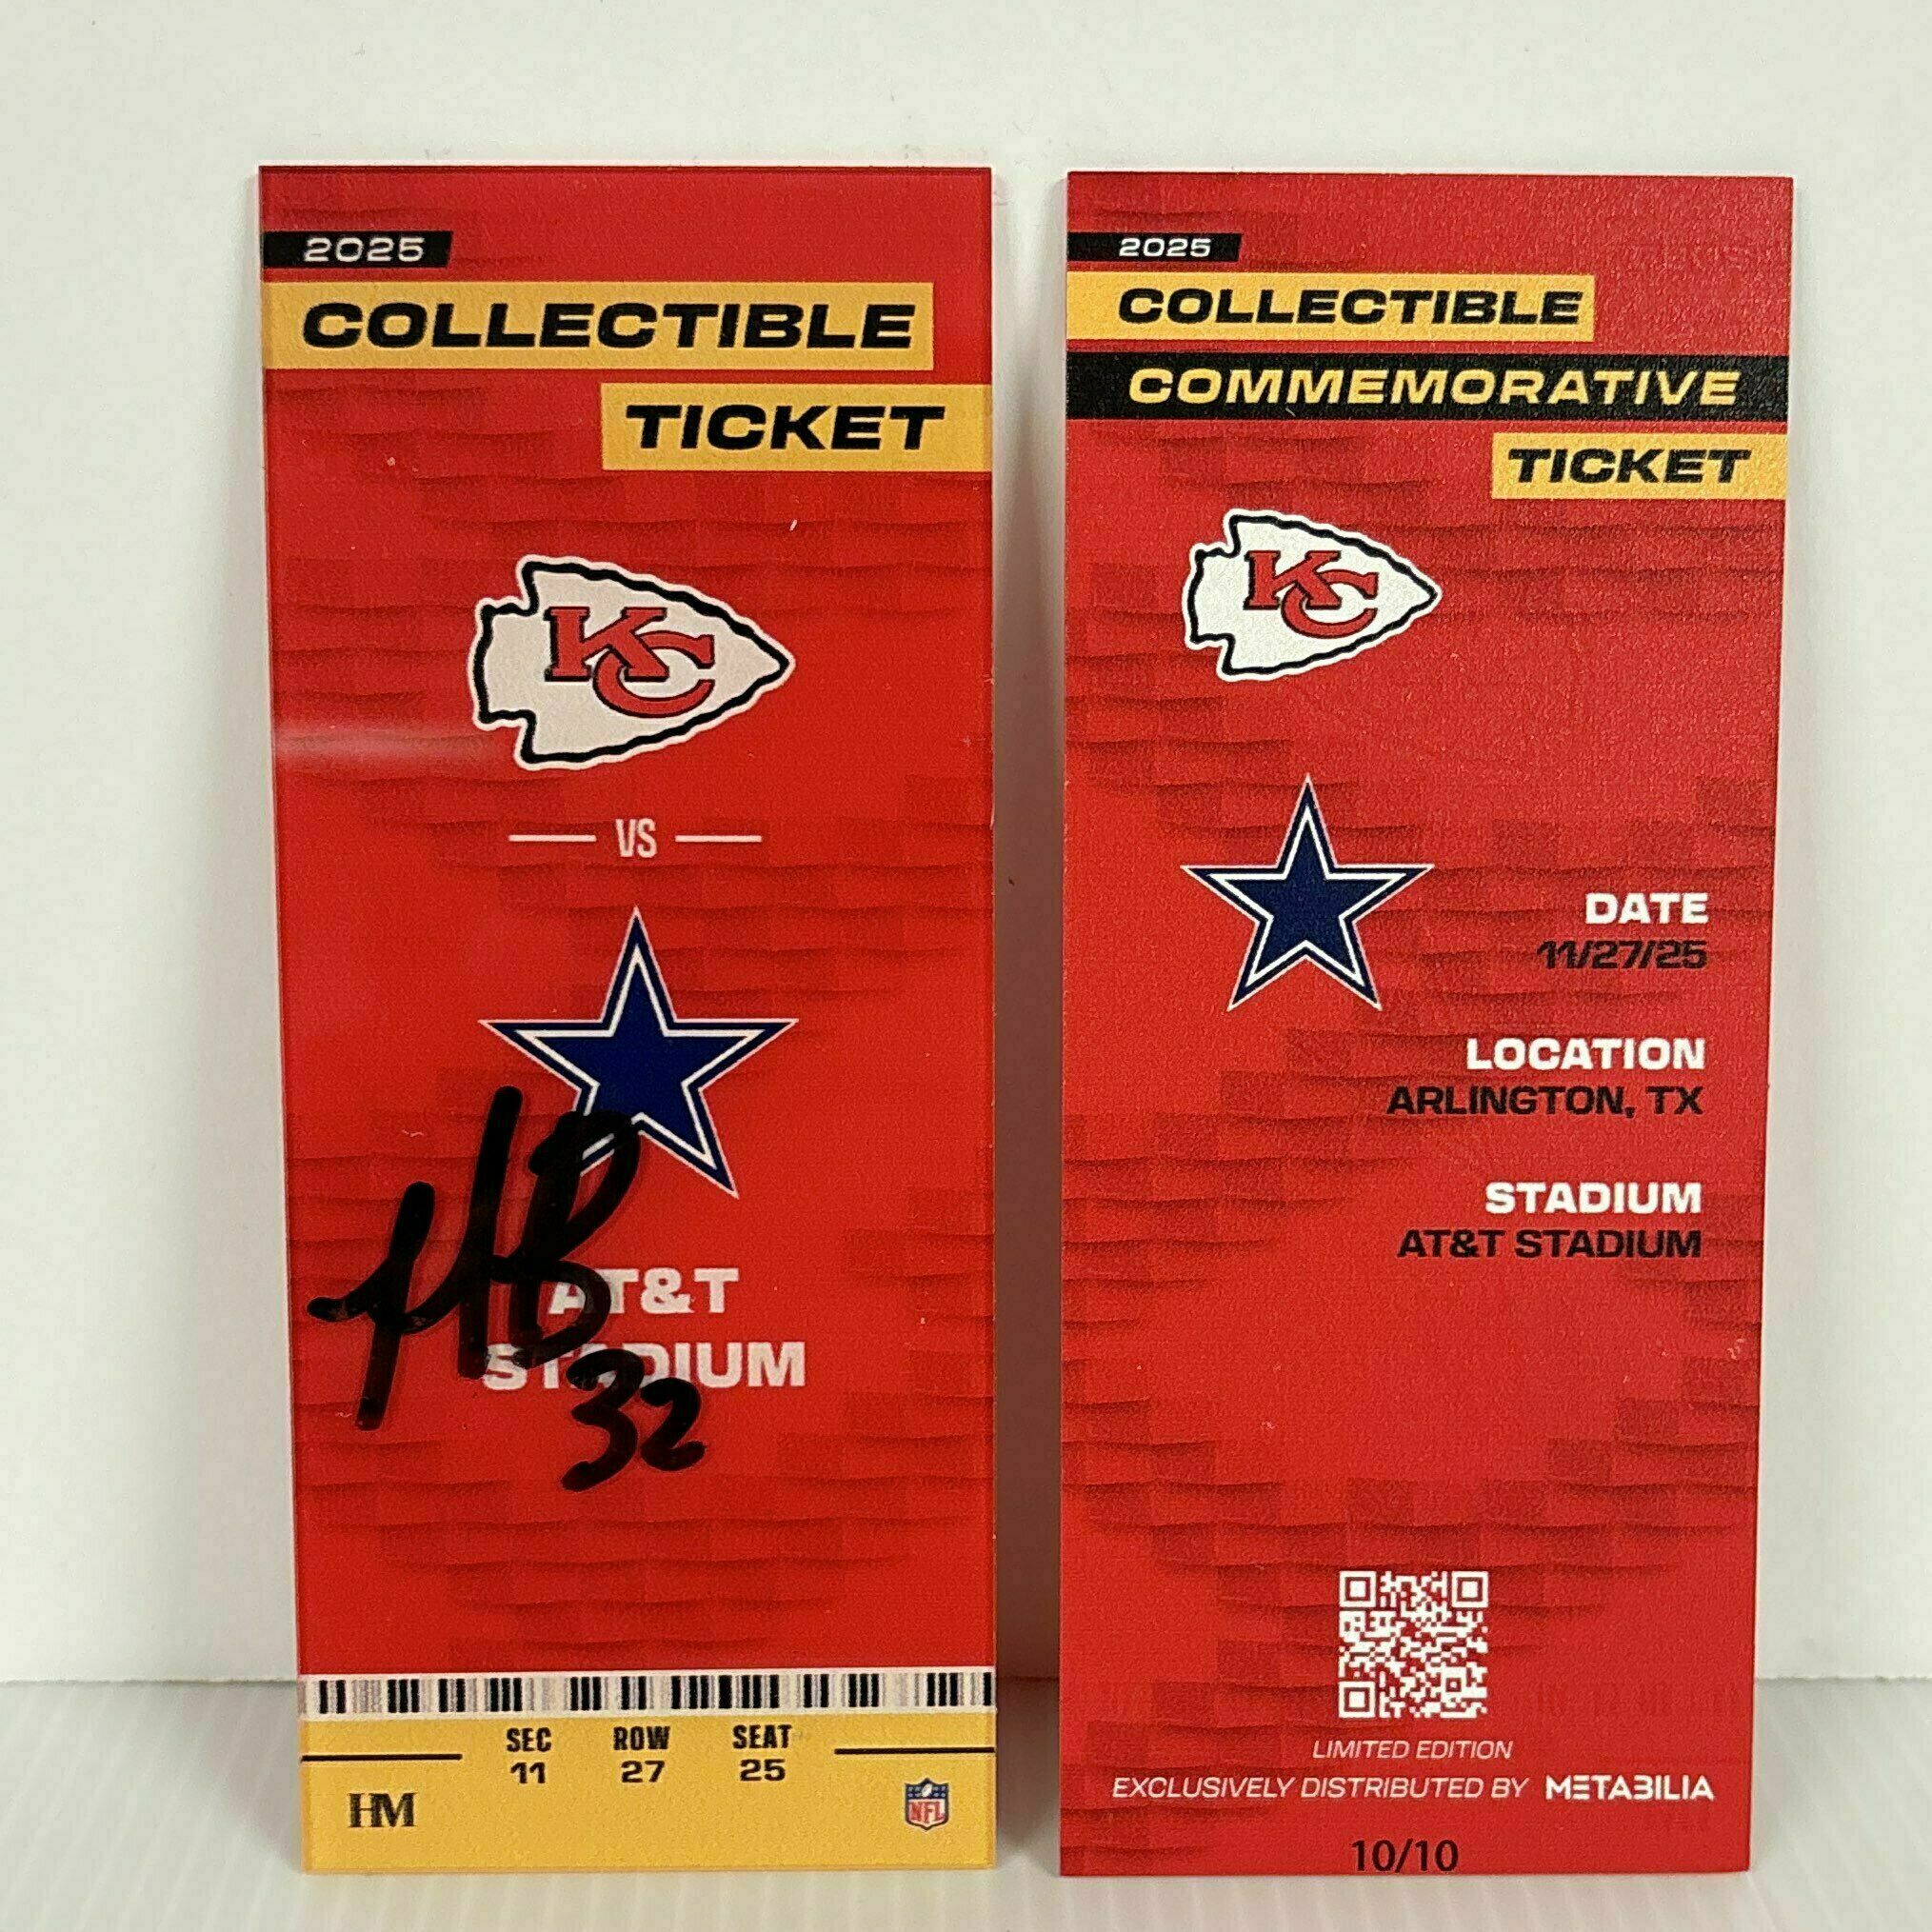 2025
COLLECTIBLE
TICKET
KC
VS
AT&T
STADIUM
HB
32
SEC ROW SEAT
11 27 25
HM
NFL
2025
COLLECTIBLE
COMMEMORATIVE
TICKET
KC
DATE
11/27/25
LOCATION
ARLINGTON, TX
STADIUM
AT&T STADIUM
LIMITED EDITION
EXCLUSIVELY DISTRIBUTED BY METABILIA
10/10